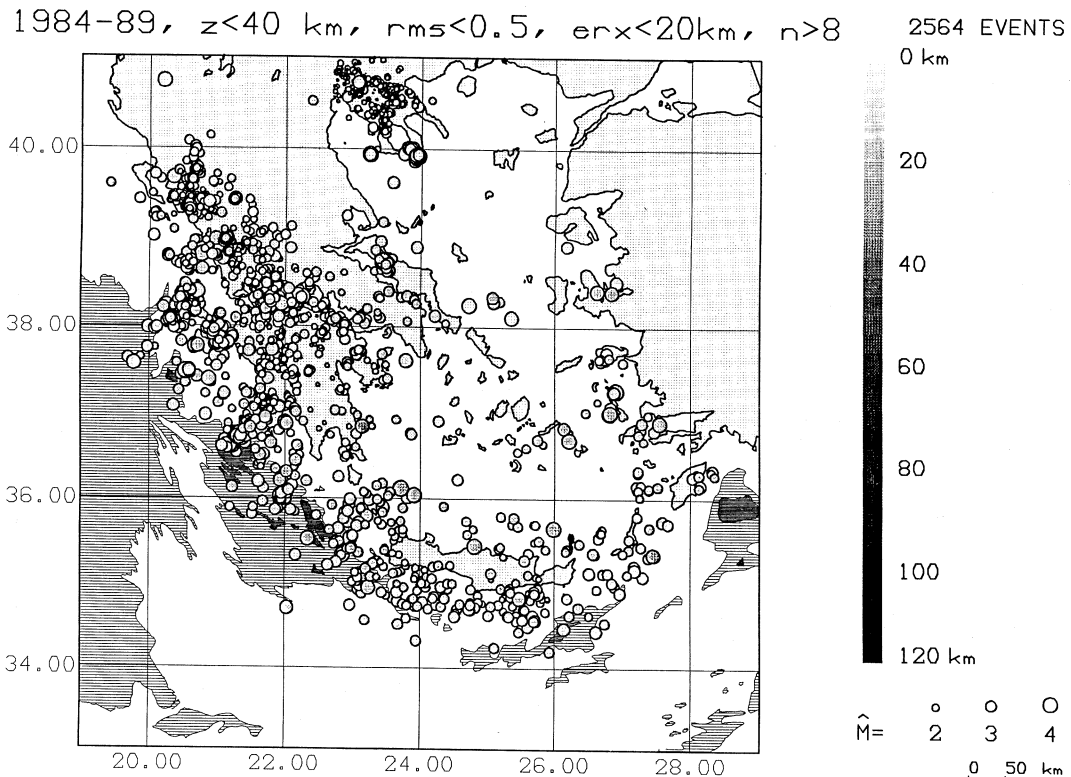 1984-89, z<40 km, rms<0.5, erx<20km, n>8
2564 EVENTS
0 km
20
40
60
80
100
120 km
40.00
38.00
36.00
34.00
20.00 22.00 24.00 26.00 28.00
M̂= 2 3 4
0 50 km